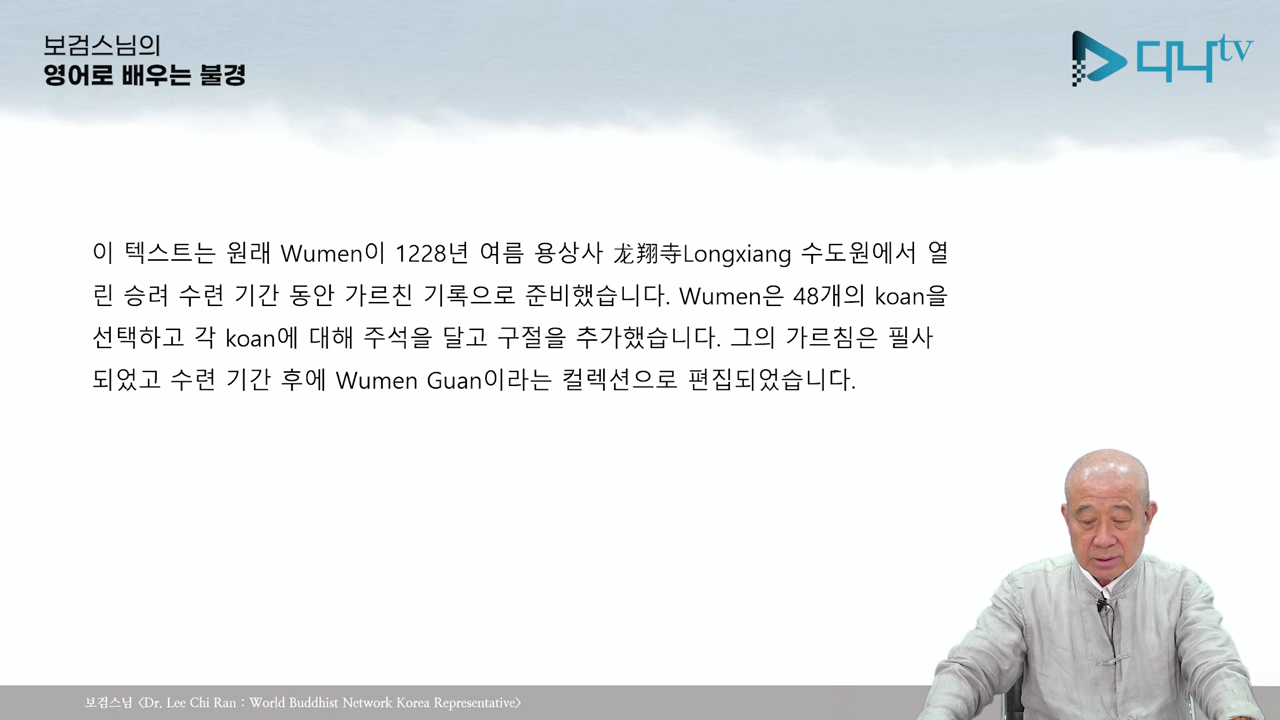 보검스님의
영어로 배우는 불경
디나tv
이 텍스트는 원래 Wumen이 1228년 여름 용상사 龙翔寺Longxiang 수도원에서 열
린 승려 수련 기간 동안 가르친 기록으로 준비했습니다. Wumen은 48개의 koan을
선택하고 각 koan에 대해 주석을 달고 구절을 추가했습니다. 그의 가르침은 필사
되었고 수련 기간 후에 Wumen Guan이라는 컬렉션으로 편집되었습니다.
보검스님 <Dr. Lee Chi Ran : World Buddhist Network Korea Representative>